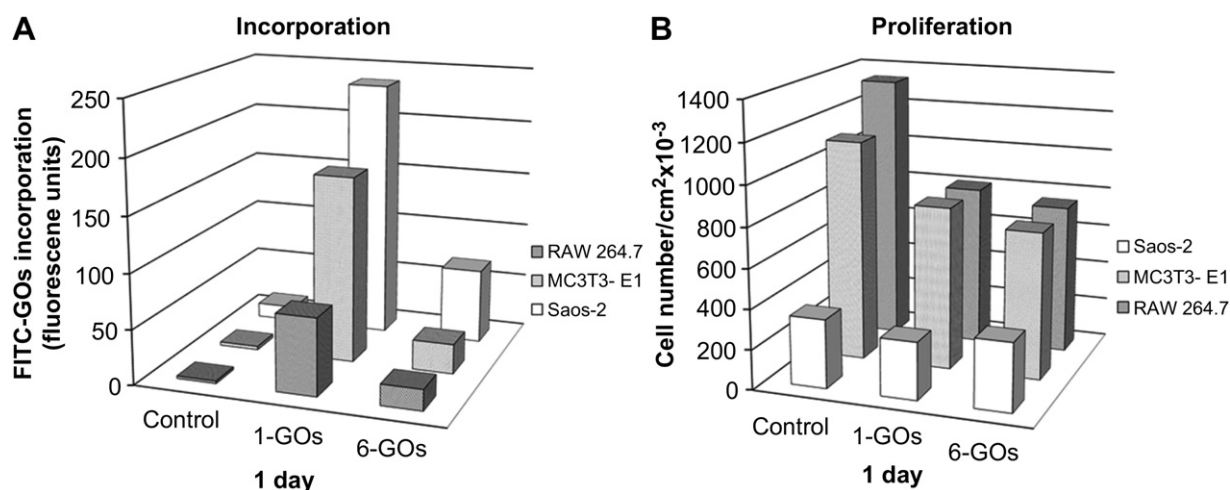 A
Incorporation
FITC-GOs incorporation
(fluorescene units)
250
200
150
100
50
0
RAW 264.7
MC3T3- E1
Saos-2
Control
1-GOs
6-GOs
1 day
B
Proliferation
Cell number/cm²x10⁻³
1400
1200
1000
800
600
400
200
0
Saos-2
MC3T3- E1
RAW 264.7
Control
1-GOs
6-GOs
1 day